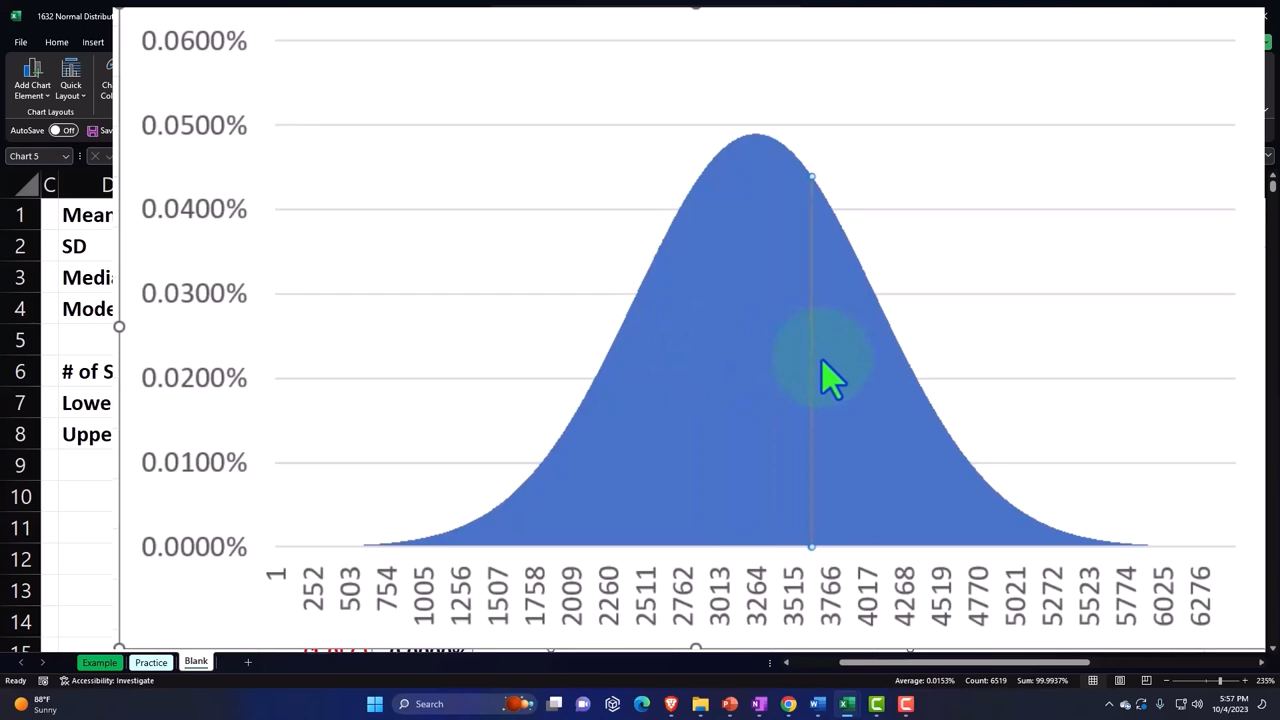 1632 Normal Distribut
File Home Insert
Add Chart Element
Quick Layout
Chart Layouts
AutoSave Off
Chart 5
C D
1 Mean
2 SD
3 Media
4 Mode
5
6 # of S
7 Lowe
8 Uppe
9
10
11
12
13
14
15
0.0600%
0.0500%
0.0400%
0.0300%
0.0200%
0.0100%
0.0000%
1 252 503 754 1005 1256 1507 1758 2009 2260 2511 2762 3013 3264 3515 3766 4017 4268 4519 4770 5021 5272 5523 5774 6025 6276
Example Practice Blank
Ready Accessibility: Investigate Average: 0.0153% Count: 6519 Sum: 99.9937% 235%
88°F
Sunny
Search
5:57 PM
10/4/2023